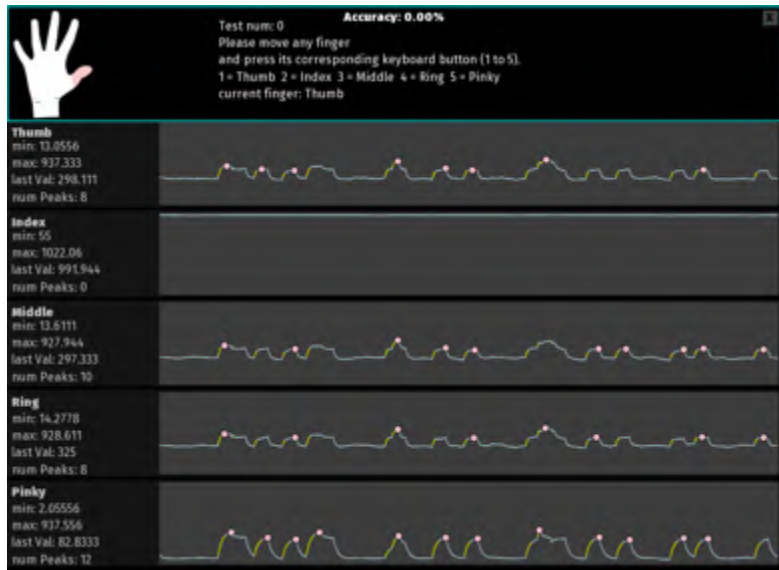 Accuracy: 0.00%
Test num: 0
Please move any finger
and press its corresponding keyboard button (1 to 5).
1 = Thumb 2 = Index 3 = Middle 4 = Ring 5 = Pinky
current finger: Thumb
Thumb
min: 13.0556
max: 937.333
last Val: 298.111
num Peaks: 8
Index
min: 55
max: 1022.06
last Val: 991.944
num Peaks: 0
Middle
min: 13.6111
max: 927.944
last Val: 297.333
num Peaks: 10
Ring
min: 14.2778
max: 928.611
last Val: 325
num Peaks: 8
Pinky
min: 2.05556
max: 937.556
last Val: 82.8333
num Peaks: 12